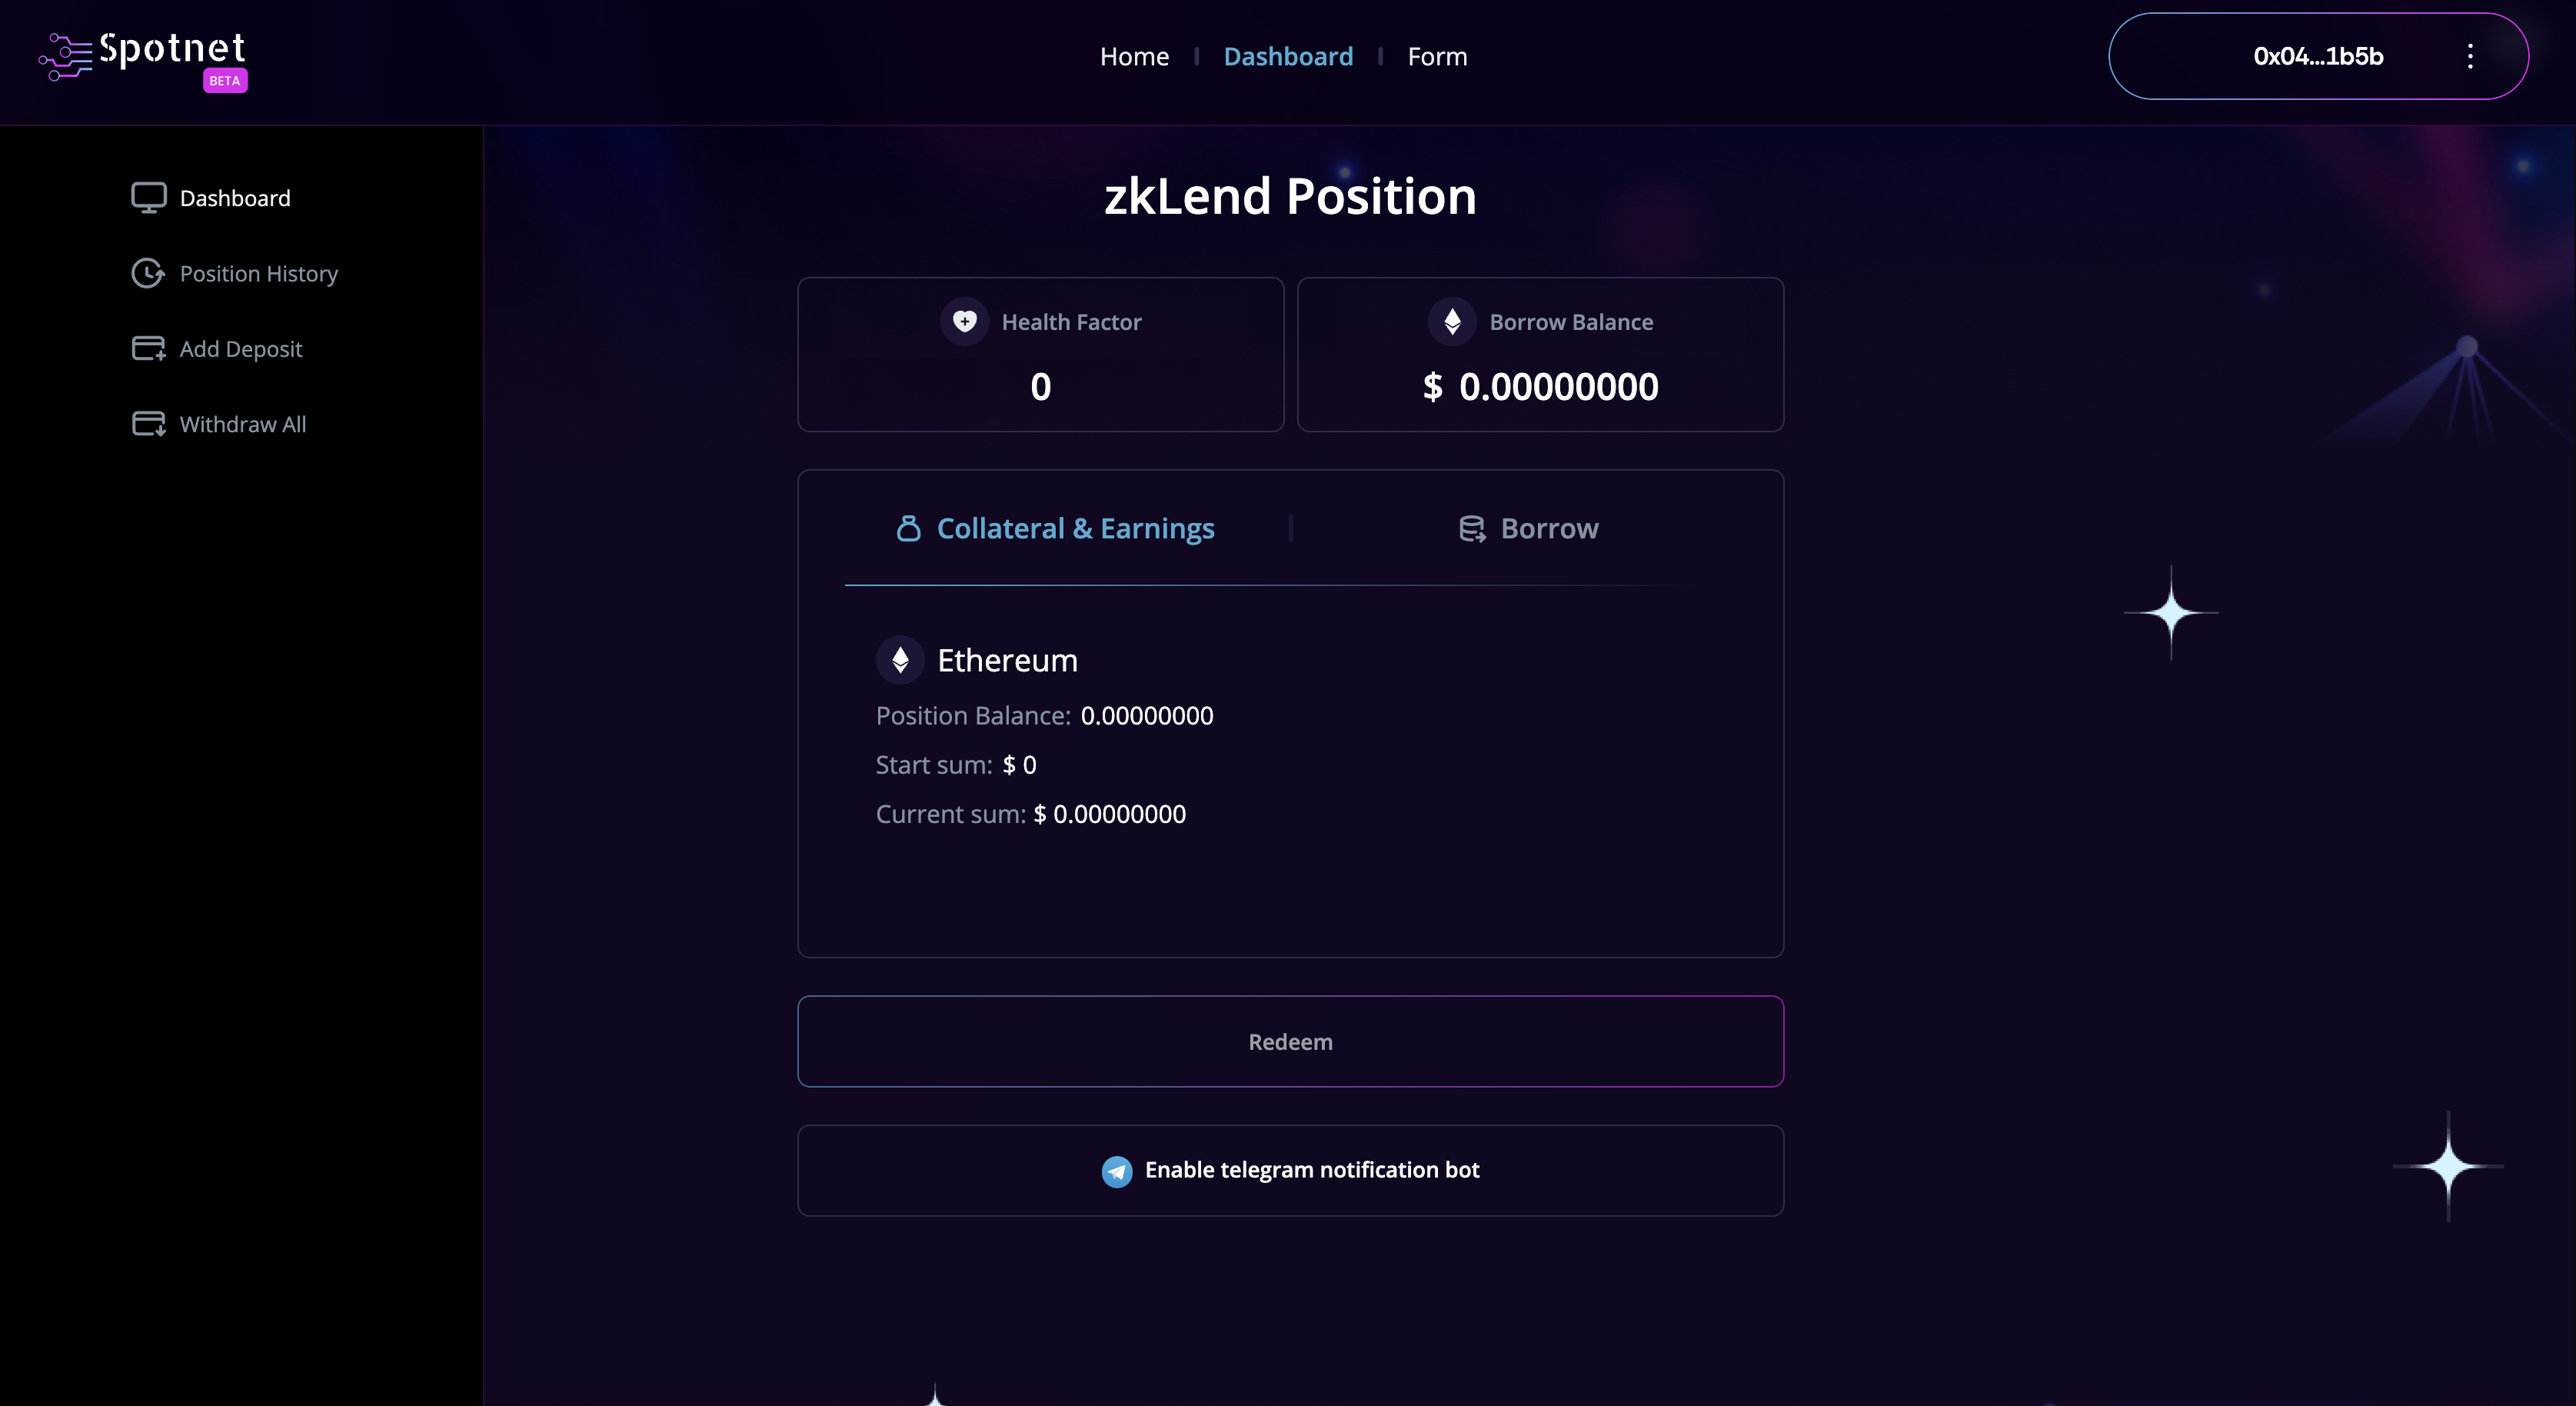 Spotnet
BETA
Home
Dashboard
Form
0x04...1b5b
Dashboard
Position History
Add Deposit
Withdraw All
zkLend Position
Health Factor
0
Borrow Balance
$ 0.00000000
Collateral & Earnings
Borrow
Ethereum
Position Balance: 0.00000000
Start sum: $ 0
Current sum: $ 0.00000000
Redeem
Enable telegram notification bot